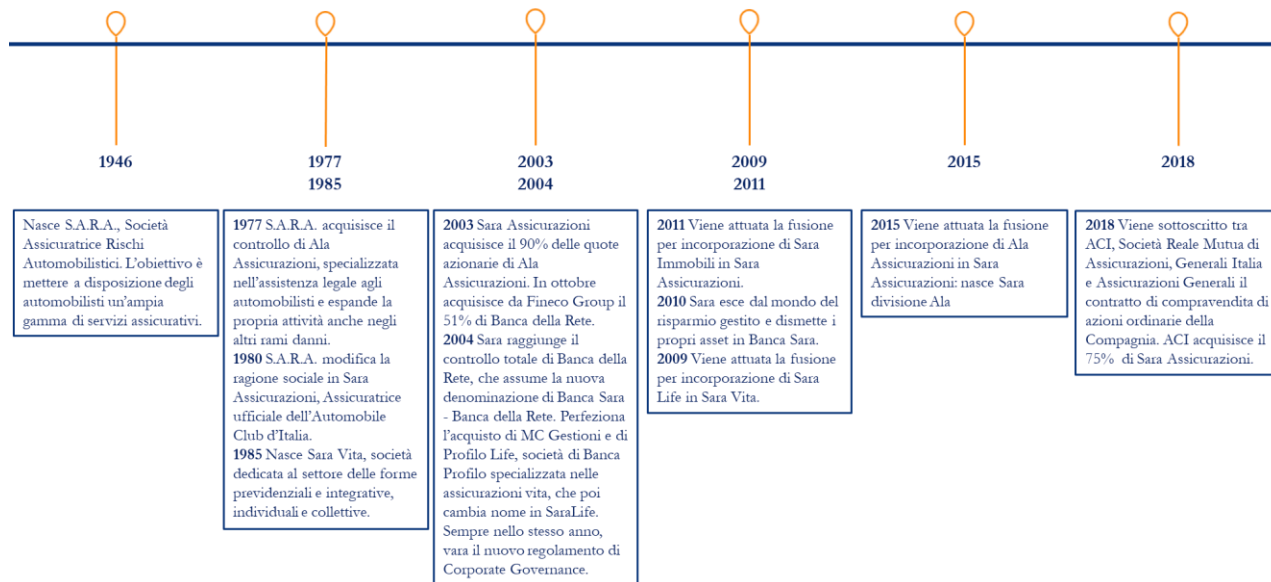 1946
1977
1985
2003
2004
2009
2011
2015
2018
Nasce S.A.R.A., Società
Assicuratrice Rischi
Automobilistici. L'obiettivo è
mettere a disposizione degli
automobilisti un'ampia
gamma di servizi assicurativi.
1977 S.A.R.A. acquisisce il
controllo di Ala
Assicurazioni, specializzata
nell'assistenza legale agli
automobilisti e espande la
propria attività anche negli
altri rami danni.
1980 S.A.R.A. modifica la
ragione sociale in Sara
Assicurazioni, Assicuratrice
ufficiale dell'Automobile
Club d'Italia.
1985 Nasce Sara Vita, società
dedicata al settore delle forme
previdenziali e integrative,
individuali e collettive.
2003 Sara Assicurazioni
acquisisce il 90% delle quote
azionarie di Ala
Assicurazioni. In ottobre
acquisisce da Fineco Group il
51% di Banca della Rete.
2004 Sara raggiunge il
controllo totale di Banca della
Rete, che assume la nuova
denominazione di Banca Sara
- Banca della Rete. Perfeziona
l'acquisto di MC Gestioni e di
Profilo Life, società di Banca
Profilo specializzata nelle
assicurazioni vita, che poi
cambia nome in SaraLife.
Sempre nello stesso anno,
vara il nuovo regolamento di
Corporate Governance.
2011 Viene attuata la fusione
per incorporazione di Sara
Immobili in Sara
Assicurazioni.
2010 Sara esce dal mondo del
risparmio gestito e dismette i
propri asset in Banca Sara.
2009 Viene attuata la fusione
per incorporazione di Sara
Life in Sara Vita.
2015 Viene attuata la fusione
per incorporazione di Ala
Assicurazioni in Sara
Assicurazioni: nasce Sara
divisione Ala
2018 Viene sottoscritto tra
ACI, Società Reale Mutua di
Assicurazioni, Generali Italia
e Assicurazioni Generali il
contratto di compravendita di
azioni ordinarie della
Compagnia. ACI acquisisce il
75% di Sara Assicurazioni.